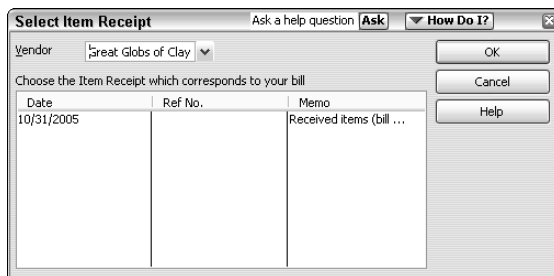 Select Item Receipt Ask a help question Ask How Do I?
Vendor Great Globs of Clay OK
Choose the Item Receipt which corresponds to your bill Cancel
Date Ref No. Memo Help
10/31/2005 Received items (bill ...